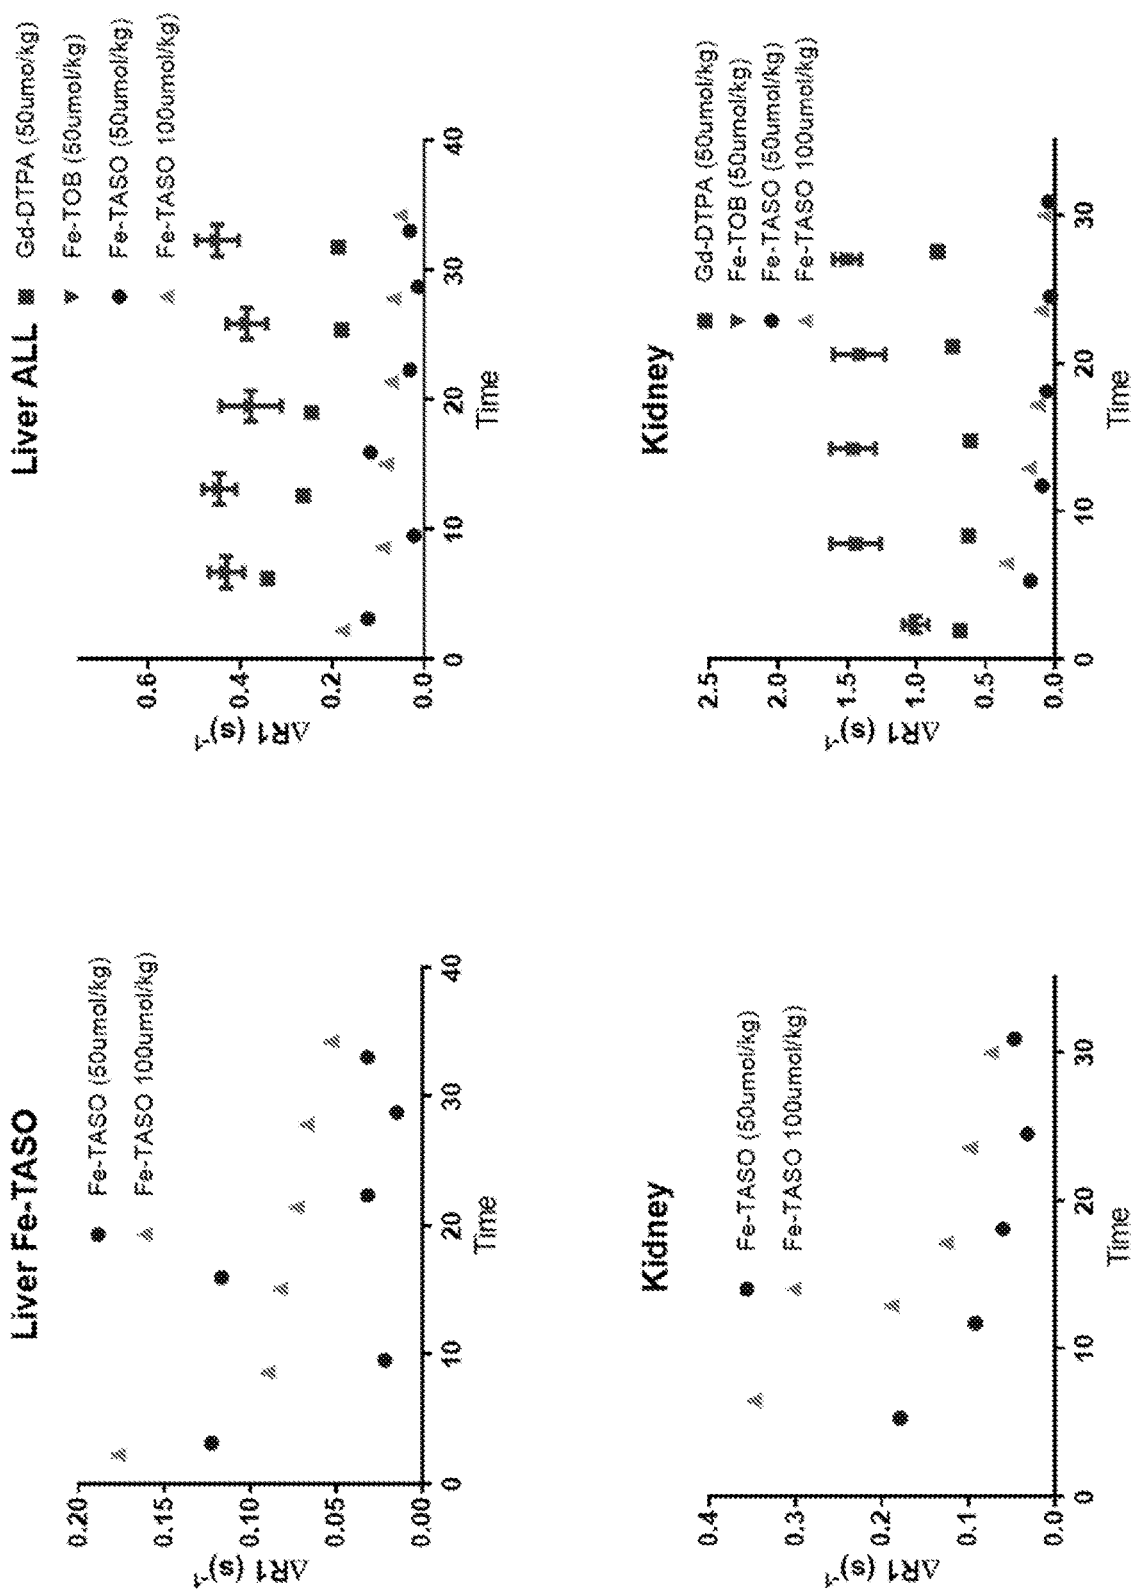 Liver Fe-TASO
Fe-TASO (50umol/kg)
Fe-TASO 100umol/kg)
0.20
0.15
0.10
0.05
0.00
ΔR1 (s)⁻¹
0 10 20 30 40
Time
Liver ALL
Gd-DTPA (50umo/kg)
Fe-TOB (50umol/kg)
Fe-TASO (50umol/kg)
Fe-TASO 100umol/kg)
0.6
0.4
0.2
0.0
ΔR1 (s)⁻¹
0 10 20 30 40
Time
Kidney
Fe-TASO (50umol/kg)
Fe-TASO 100umol/kg)
0.4
0.3
0.2
0.1
0.0
ΔR1 (s)⁻¹
0 10 20 30
Time
Kidney
Gd-DTPA (50umol/kg)
Fe-TOB (50umol/kg)
Fe-TASO (50umol/kg)
Fe-TASO 100umol/kg)
2.5
2.0
1.5
1.0
0.5
0.0
ΔR1 (s)⁻¹
0 10 20 30
Time